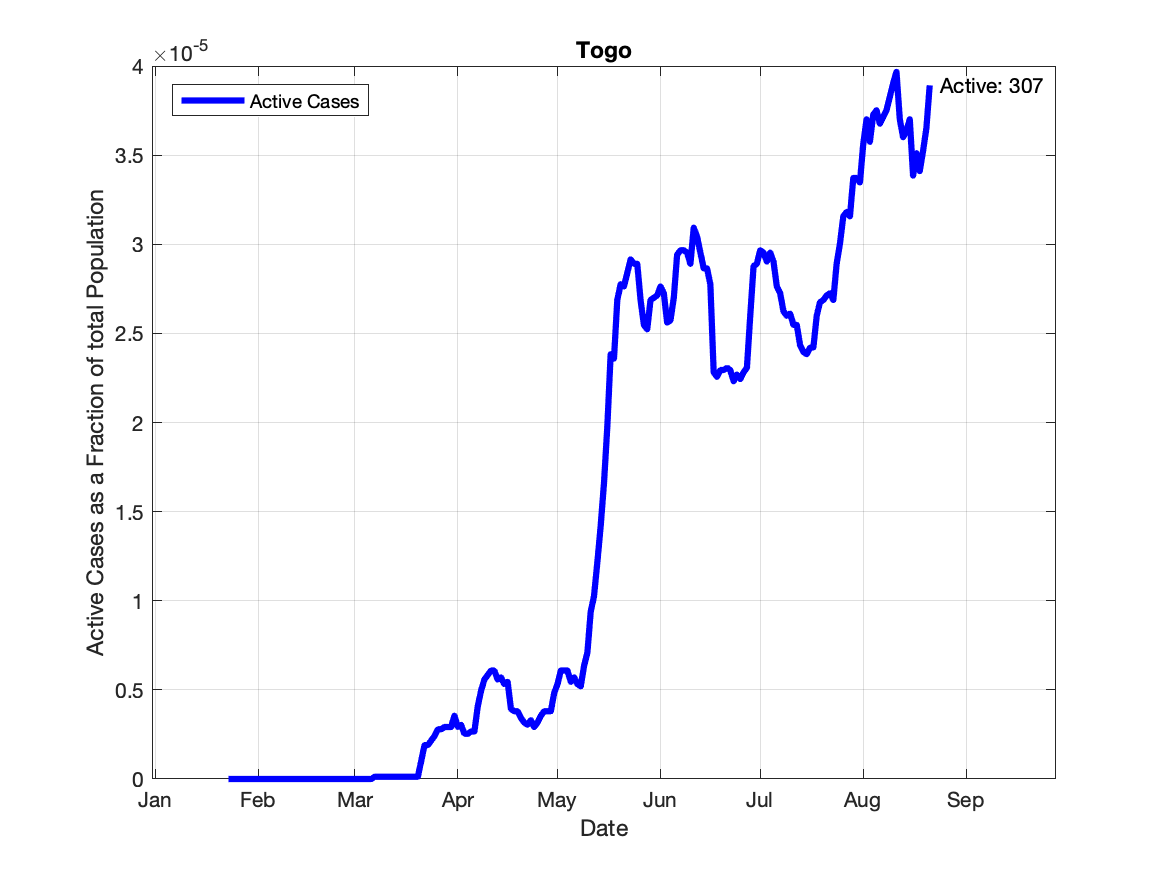 ×10-5
Togo
Active Cases
Active: 307
Active Cases as a Fraction of total Population
4
3.5
3
2.5
2
1.5
1
0.5
0
Jan Feb Mar Apr May Jun Jul Aug Sep
Date